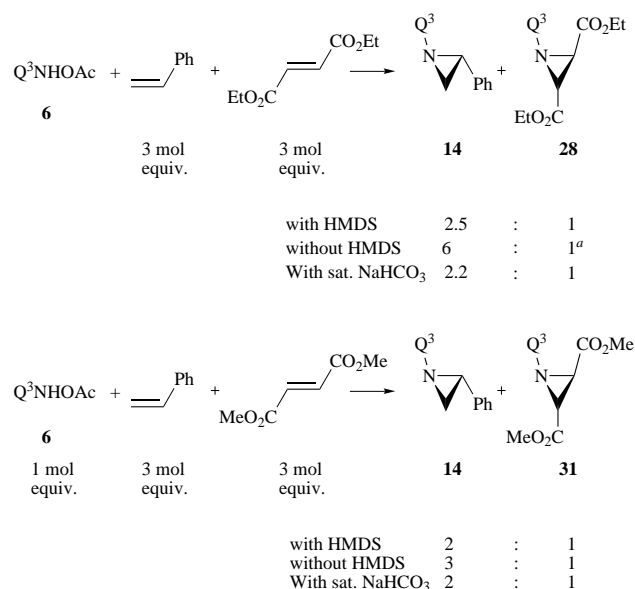 Q³ Q³ CO₂Et
Ph CO₂Et N N
Q³NHOAc + + +
EtO₂C Ph
6 EtO₂C
3 mol 3 mol 14 28
equiv. equiv.
with HMDS 2.5 : 1
without HMDS 6 : 1ᵃ
With sat. NaHCO₃ 2.2 : 1
Q³ Q³ CO₂Me
Ph CO₂Me N N
Q³NHOAc + + +
MeO₂C Ph
6 MeO₂C
1 mol 3 mol 3 mol 14 31
equiv. equiv. equiv.
with HMDS 2 : 1
without HMDS 3 : 1
With sat. NaHCO₃ 2 : 1